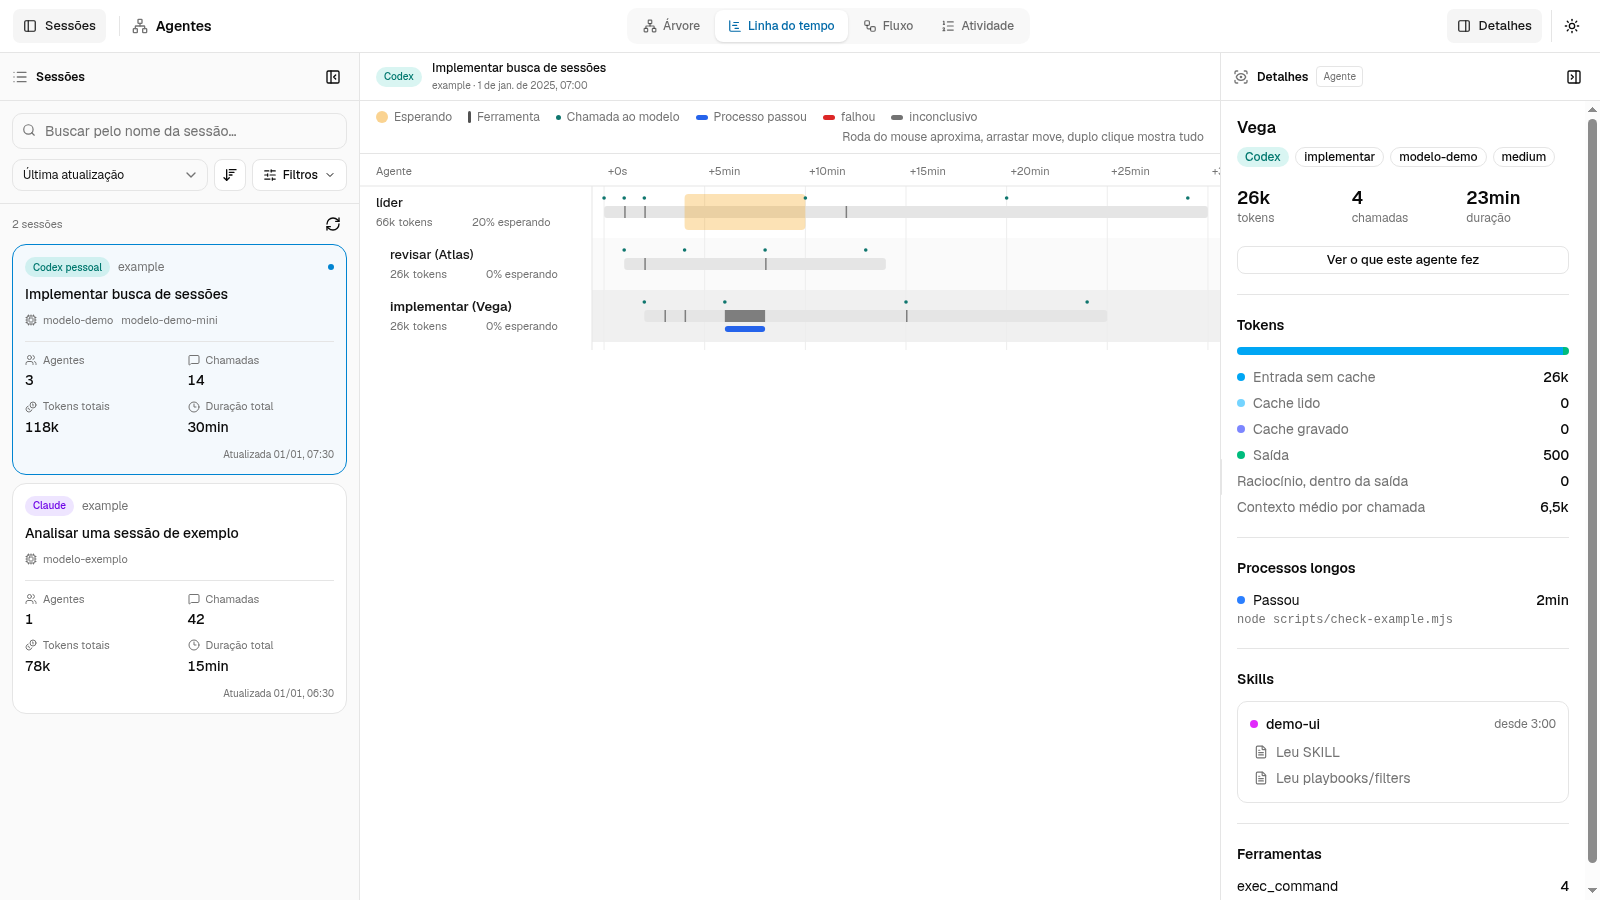 Sessões
Agentes
Árvore
Linha do tempo
Fluxo
Atividade
Detalhes
Sessões
Buscar pelo nome da sessão...
Última atualização
Filtros
2 sessões
Codex pessoal
example
Implementar busca de sessões
modelo-demo modelo-demo-mini
Agentes
Chamadas
3
14
Tokens totais
Duração total
118k
30min
Atualizada 01/01, 07:30
Claude
example
Analisar uma sessão de exemplo
modelo-exemplo
Agentes
Chamadas
1
42
Tokens totais
Duração total
78k
15min
Atualizada 01/01, 06:30
Codex
Implementar busca de sessões
example · 1 de jan. de 2025, 07:00
Esperando
Ferramenta
Chamada ao modelo
Processo passou
falhou
inconclusivo
Roda do mouse aproxima, arrastar move, duplo clique mostra tudo
Agente
+0s
+5min
+10min
+15min
+20min
+25min
líder
66k tokens
20% esperando
revisar (Atlas)
26k tokens
0% esperando
implementar (Vega)
26k tokens
0% esperando
Detalhes
Agente
Vega
Codex
implementar
modelo-demo
medium
26k
4
23min
tokens
chamadas
duração
Ver o que este agente fez
Tokens
Entrada sem cache
26k
Cache lido
0
Cache gravado
0
Saída
500
Raciocínio, dentro da saída
0
Contexto médio por chamada
6,5k
Processos longos
Passou
2min
node scripts/check-example.mjs
Skills
demo-ui
desde 3:00
Leu SKILL
Leu playbooks/filters
Ferramentas
exec_command
4